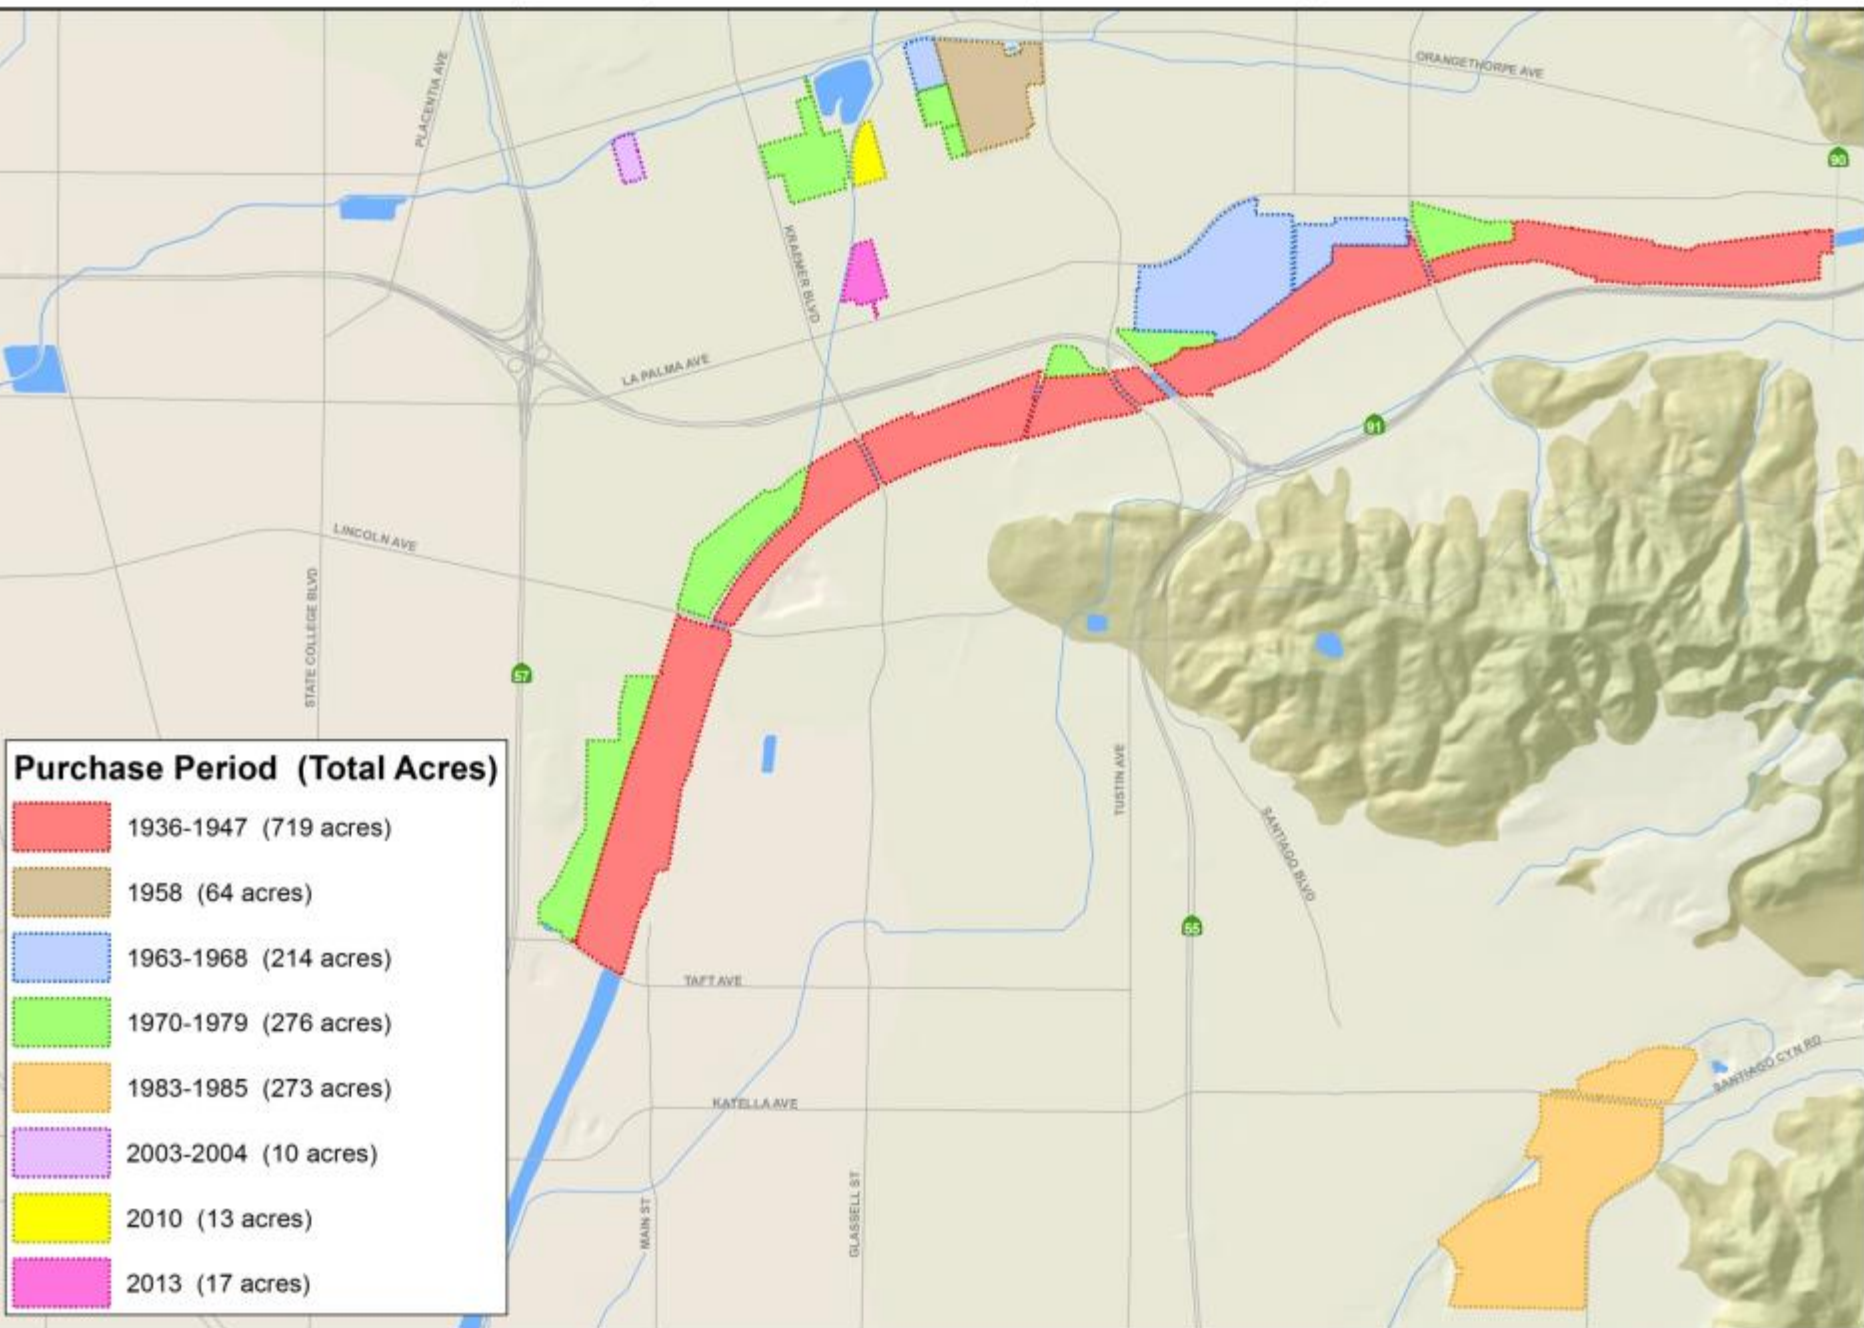 ORANGETHORPE AVE
PLACENTIA AVE
90
KRAEMER BLVD
LA PALMA AVE
91
LINCOLN AVE
STATE COLLEGE BLVD
57
TUSTIN AVE
SANTIAGO BLVD
55
TAFT AVE
SANTIAGO CYN RD
KATELLA AVE
MAIN ST
GLASSELL ST
Purchase Period (Total Acres)
1936-1947 (719 acres)
1958 (64 acres)
1963-1968 (214 acres)
1970-1979 (276 acres)
1983-1985 (273 acres)
2003-2004 (10 acres)
2010 (13 acres)
2013 (17 acres)